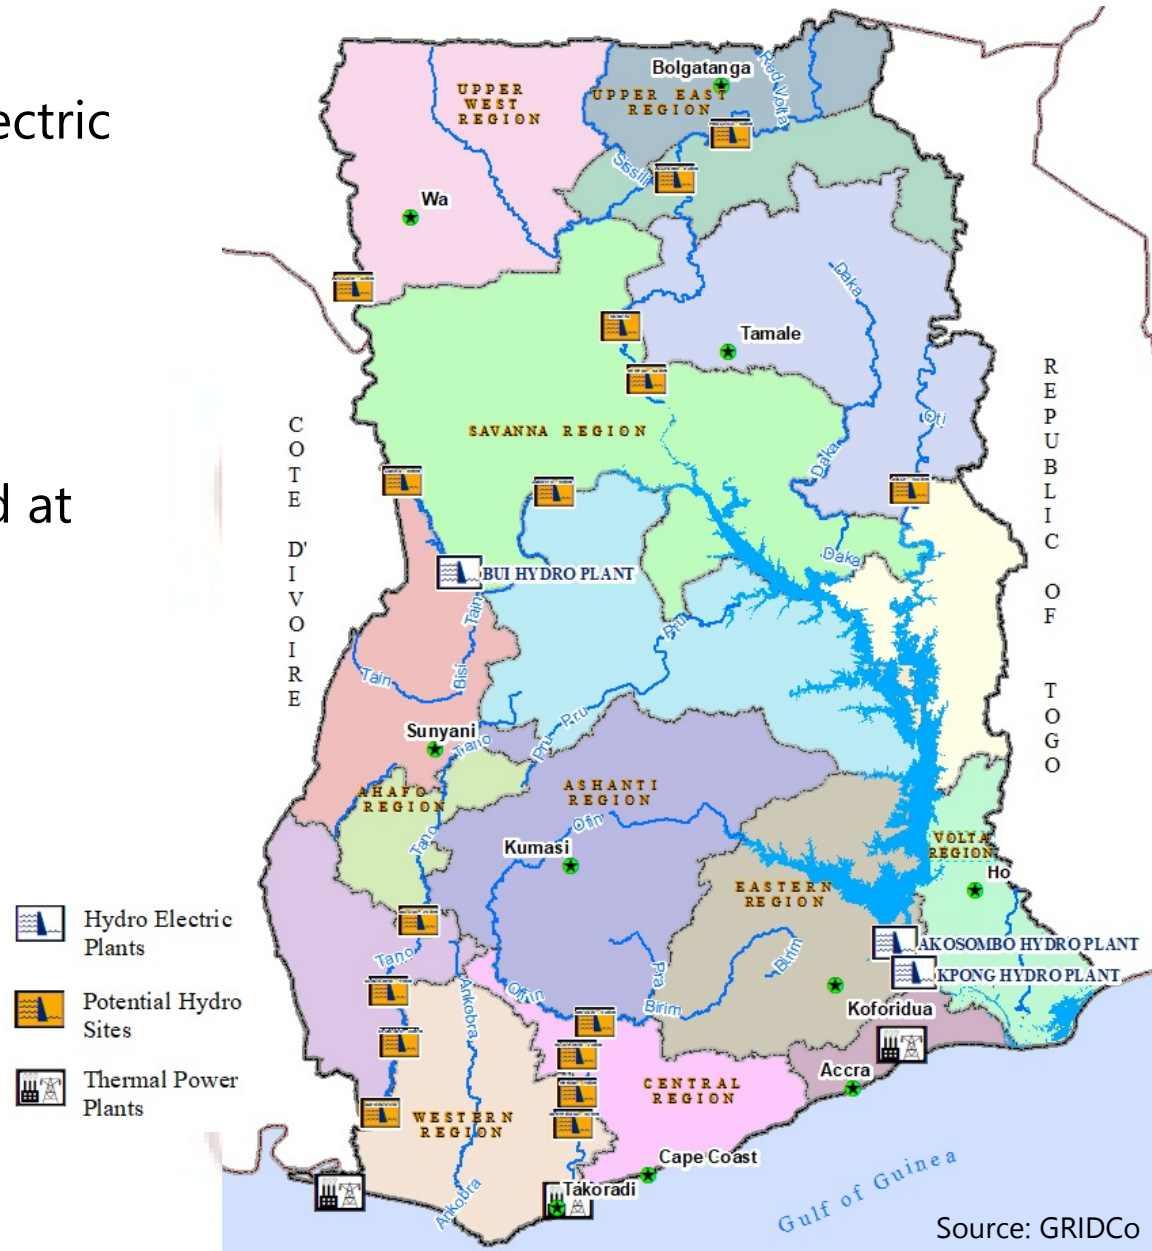 ectric
d at
Bolgatanga
UPPER EAST
REGION
Red Volta
UPPER
WEST
REGION
Sissili
Wa
Daka
Tamale
COTE D'IVOIRE
REPUBLIC OF TOGO
SAVANNA REGION
Oti
Daka
Daka
BUI HYDRO PLANT
Tain
Pru
Tain
Bisi
Sunyani
Tano
Pru
Pru
AHAFO
REGION
ASHANTI
REGION
Ofin
Tano
Kumasi
VOLTA
REGION
Ho
EASTERN
REGION
Hydro Electric
Plants
AKOSOMBO HYDRO PLANT
KPONG HYDRO PLANT
Tano
Birim
Pra
Ankobra
Offin
Birim
Koforidua
Potential Hydro
Sites
Thermal Power
Plants
Accra
CENTRAL
REGION
WESTERN
REGION
Cape Coast
Takoradi
Ankobra
Gulf of Guinea
Source: GRIDCo